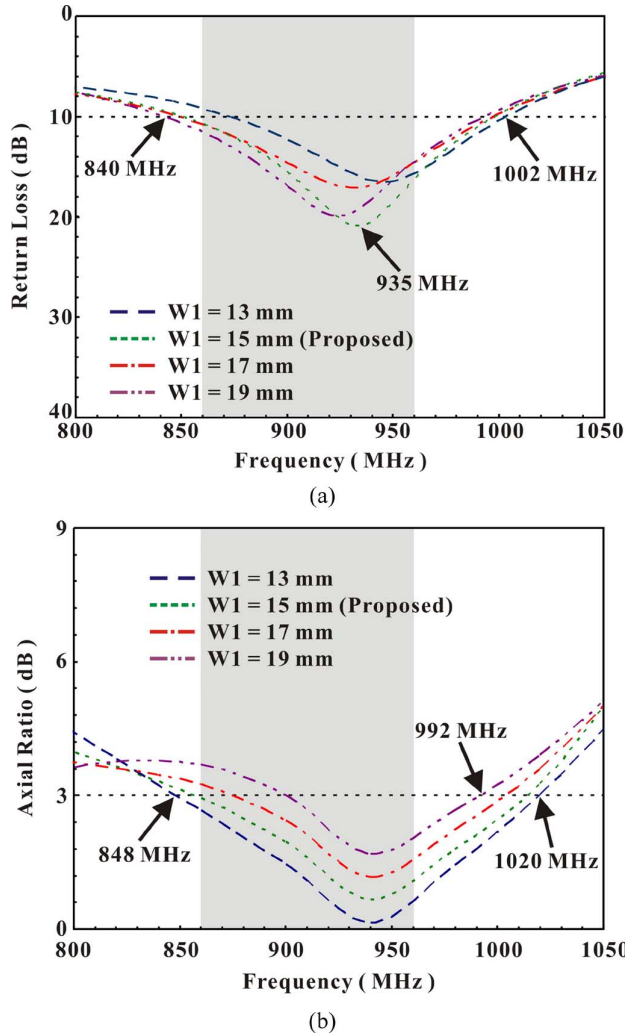 0
10
20
30
40
Return Loss ( dB )
840 MHz
1002 MHz
935 MHz
W1 = 13 mm
W1 = 15 mm (Proposed)
W1 = 17 mm
W1 = 19 mm
800 850 900 950 1000 1050
Frequency ( MHz )
(a)
9
6
3
0
Axial Ratio ( dB )
W1 = 13 mm
W1 = 15 mm (Proposed)
W1 = 17 mm
W1 = 19 mm
992 MHz
848 MHz
1020 MHz
800 850 900 950 1000 1050
Frequency ( MHz )
(b)